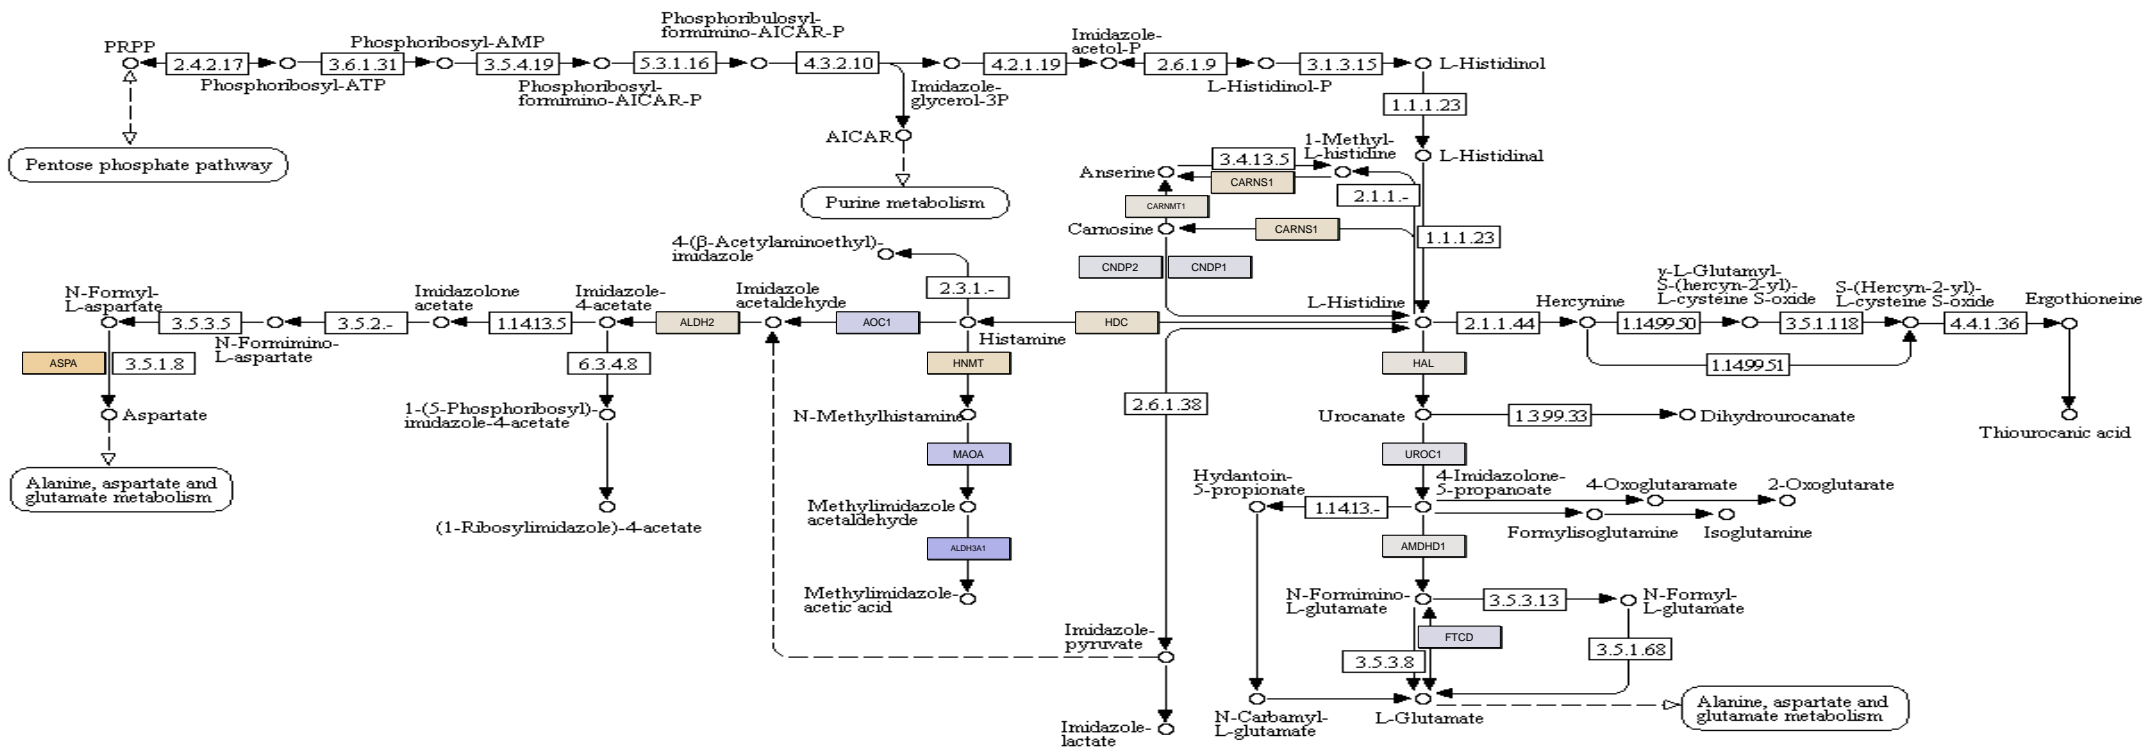 Phosphoribulosyl-
formimino-AICAR-P
PRPP
Phosphoribosyl-AMP
Imidazole-
acetol-P
2.4.2.17
3.6.1.31
3.5.4.19
5.3.1.16
4.3.2.10
4.2.1.19
2.6.1.9
3.1.3.15
L-Histidinol
Phosphoribosyl-ATP
Phosphoribosyl-
formimino-AICAR-P
Imidazole-
glycerol-3P
L-Histidinol-P
1.1.1.23
AICAR
Pentose phosphate pathway
Purine metabolism
1-Methyl-
L-histidine
L-Histidinal
3.4.13.5
Anserine
CARNS1
2.1.1.-
CARNMT1
Carnosine
CARNS1
1.1.1.23
4-(β-Acetylaminoethyl)-
imidazole
CNDP2
CNDP1
2.3.1.-
N-Formyl-
L-aspartate
Imidazolone
acetate
Imidazole-
4-acetate
Imidazole
acetaldehyde
L-Histidine
Hercynine
γ-L-Glutamyl-
S-(hercyn-2-yl)-
L-cysteine S-oxide
S-(Hercyn-2-yl)-
L-cysteine S-oxide
Ergothioneine
3.5.3.5
3.5.2.-
1.14.13.5
ALDH2
AOC1
HDC
2.1.1.44
1.14.99.50
3.5.1.118
4.4.1.36
N-Formimino-
L-aspartate
Histamine
ASPA
3.5.1.8
6.3.4.8
HNMT
HAL
1.14.99.51
Aspartate
1-(5-Phosphoribosyl)-
imidazole-4-acetate
N-Methylhistamine
2.6.1.38
Urocanate
1.3.99.33
Dihydrourocanate
Thiourocanic acid
MAOA
UROC1
Alanine, aspartate and
glutamate metabolism
Hydantoin-
5-propionate
4-Imidazolone-
5-propanoate
4-Oxoglutaramate
2-Oxoglutarate
(1-Ribosylimidazole)-4-acetate
Methylimidazole
acetaldehyde
1.14.13.-
Formylisoglutamine
Isoglutamine
ALDH3A1
AMDHD1
Methylimidazole-
acetic acid
N-Formimino-
L-glutamate
3.5.3.13
N-Formyl-
L-glutamate
Imidazole-
pyruvate
FTCD
3.5.3.8
3.5.1.68
N-Carbamyl-
L-glutamate
L-Glutamate
Alanine, aspartate and
glutamate metabolism
Imidazole-
lactate